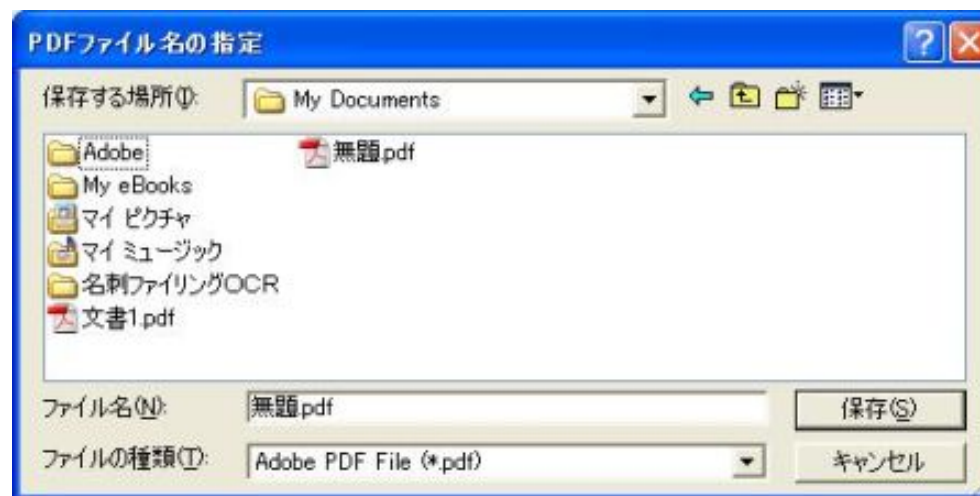 PDFファイル名の指定
保存する場所(I): My Documents
Adobe 無題.pdf
My eBooks
マイ ピクチャ
マイ ミュージック
名刺ファイリングOCR
文書1.pdf
ファイル名(N): 無題.pdf 保存(S)
ファイルの種類(T): Adobe PDF File (*.pdf) キャンセル